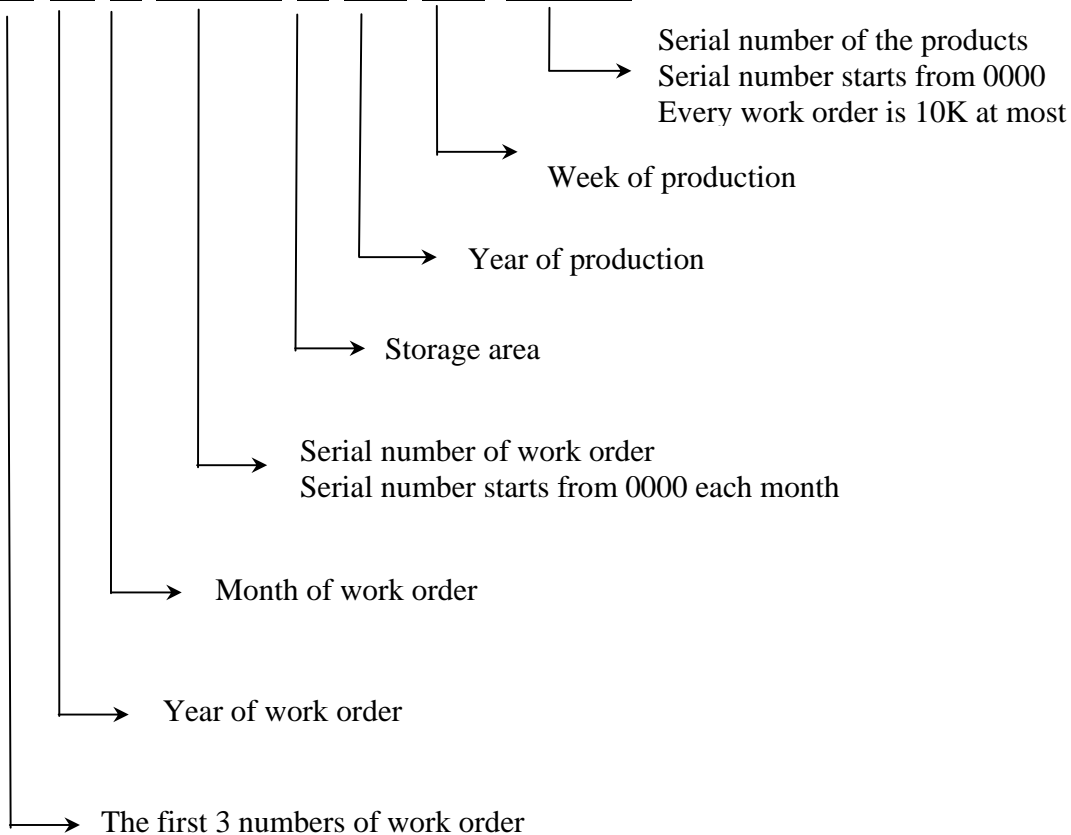 Serial number of the products
Serial number starts from 0000
Every work order is 10K at most
Week of production
Year of production
Storage area
Serial number of work order
Serial number starts from 0000 each month
Month of work order
Year of work order
The first 3 numbers of work order